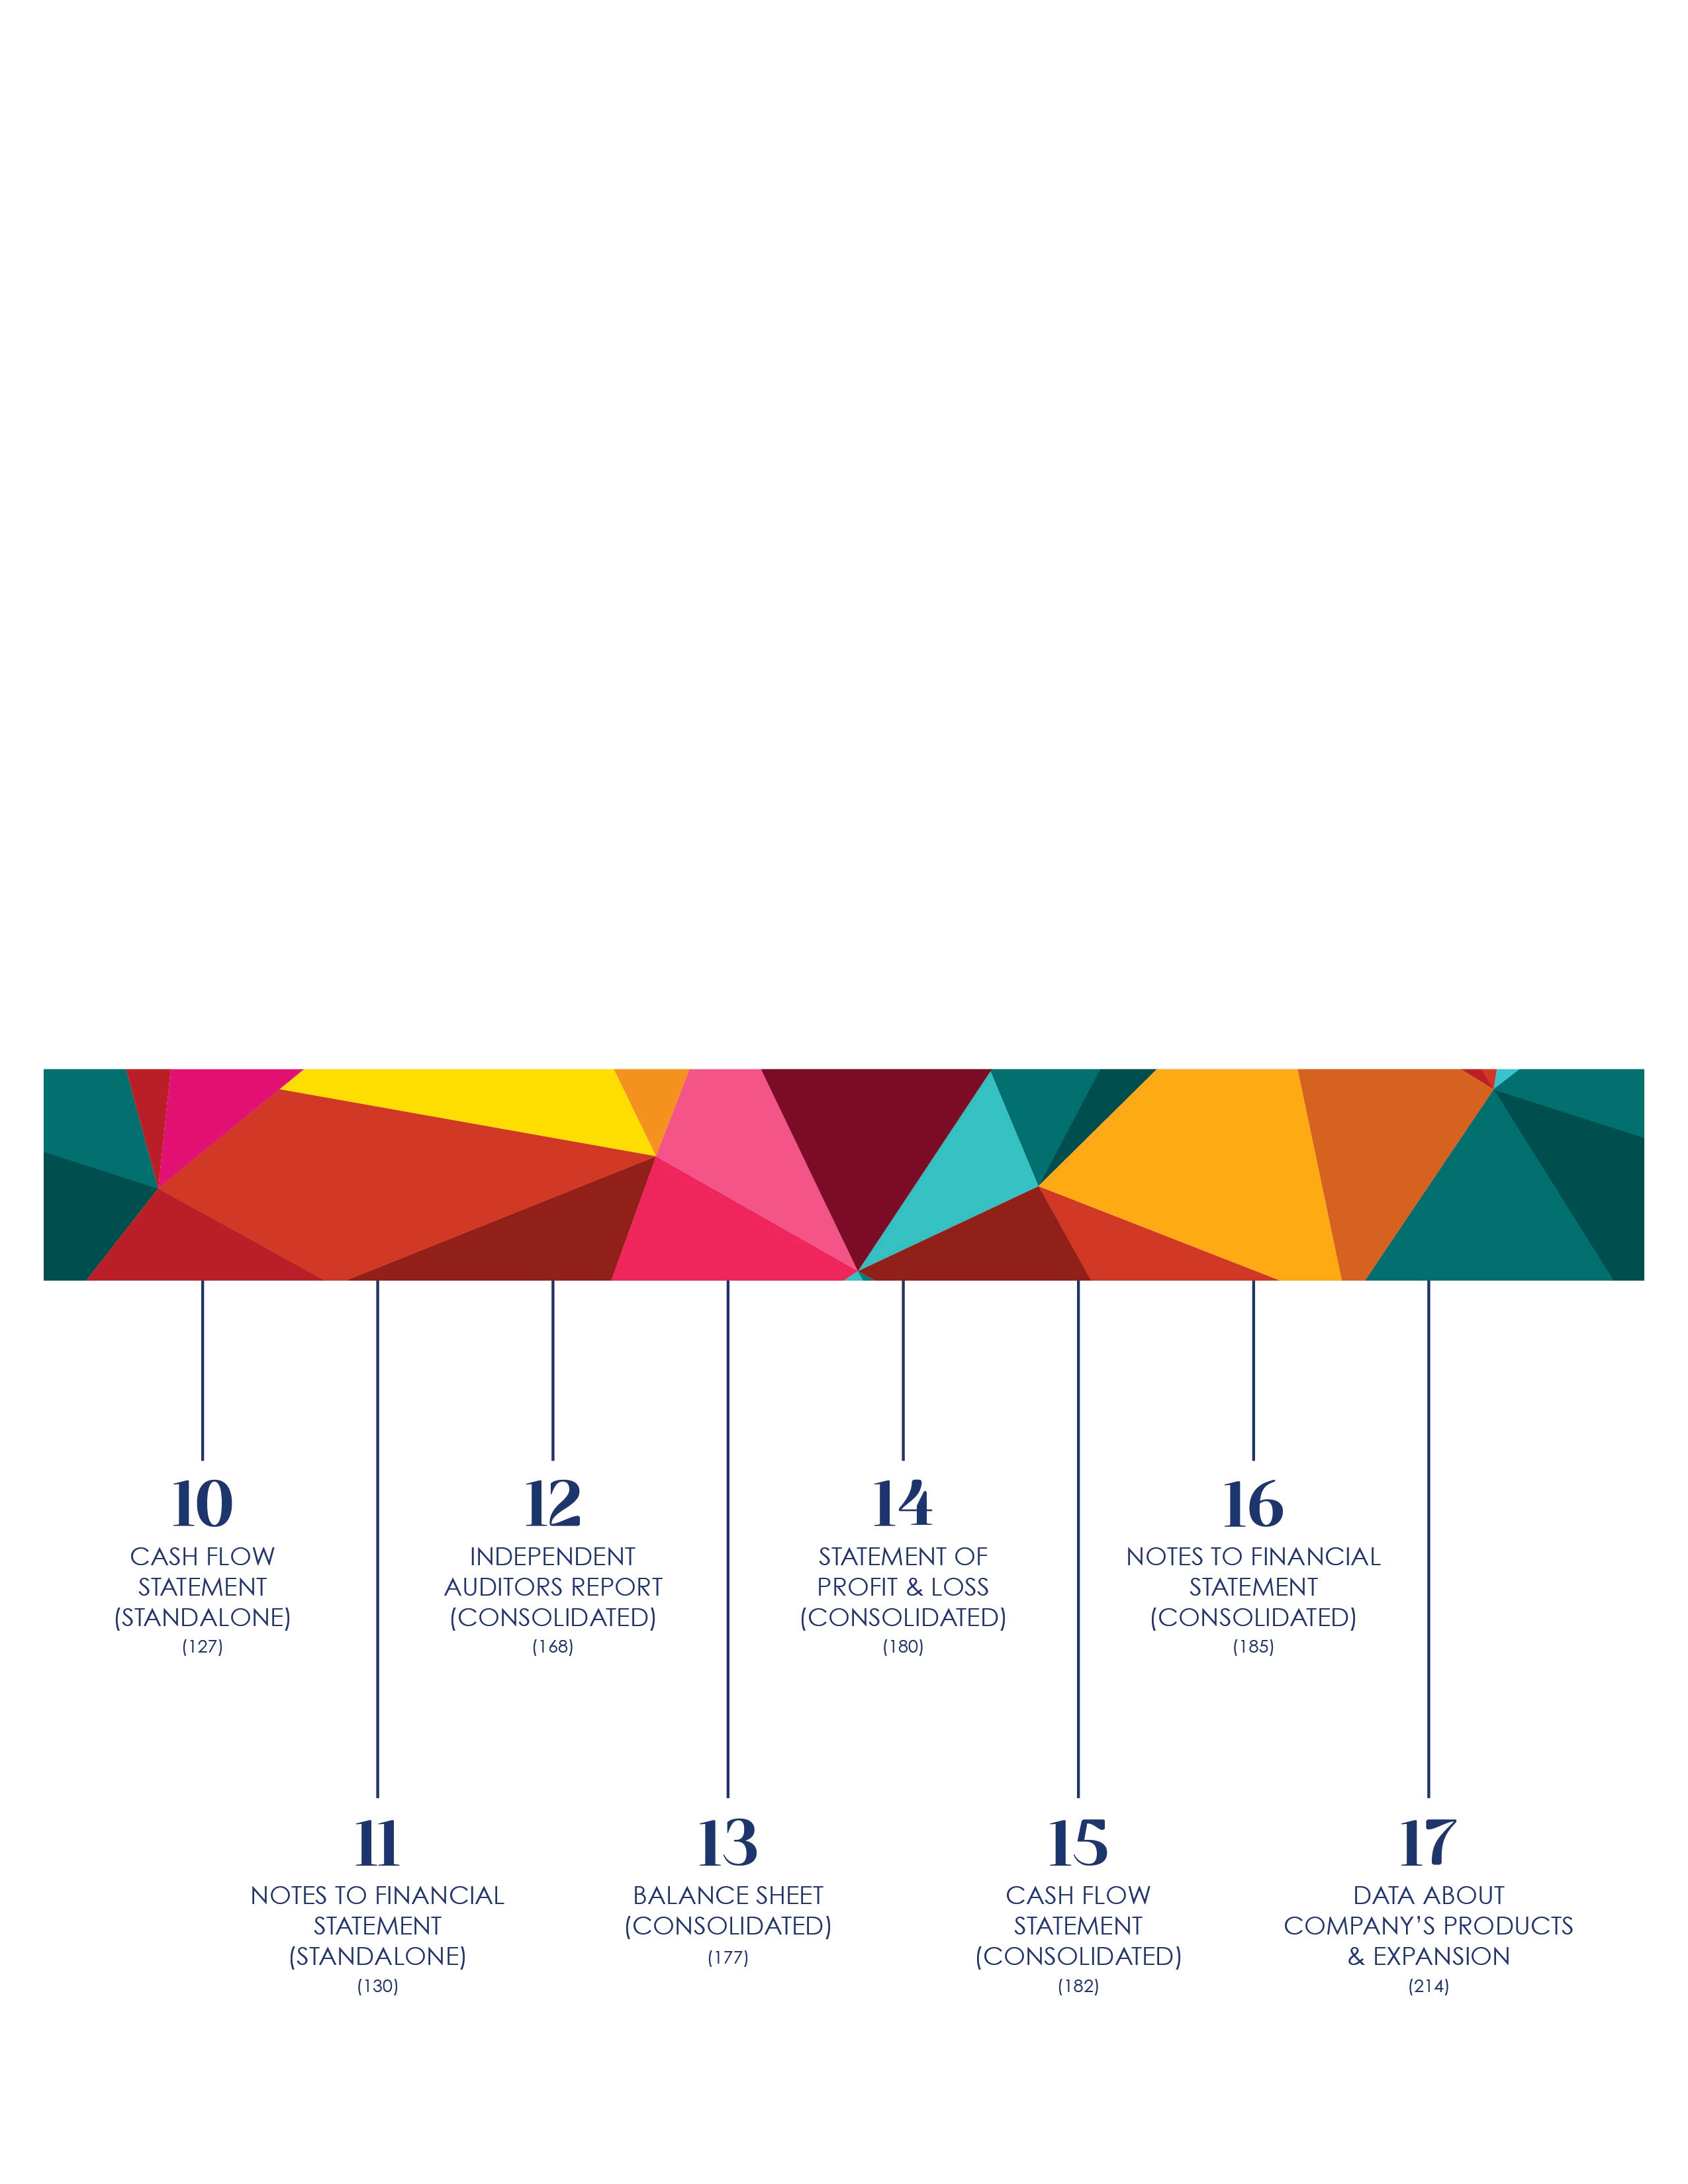 10
CASH FLOW
STATEMENT
(STANDALONE)
(127)
11
NOTES TO FINANCIAL
STATEMENT
(STANDALONE)
(130)
12
INDEPENDENT
AUDITORS REPORT
(CONSOLIDATED)
(168)
13
BALANCE SHEET
(CONSOLIDATED)
(177)
14
STATEMENT OF
PROFIT & LOSS
(CONSOLIDATED)
(180)
15
CASH FLOW
STATEMENT
(CONSOLIDATED)
(182)
16
NOTES TO FINANCIAL
STATEMENT
(CONSOLIDATED)
(185)
17
DATA ABOUT
COMPANY’S PRODUCTS
& EXPANSION
(214)